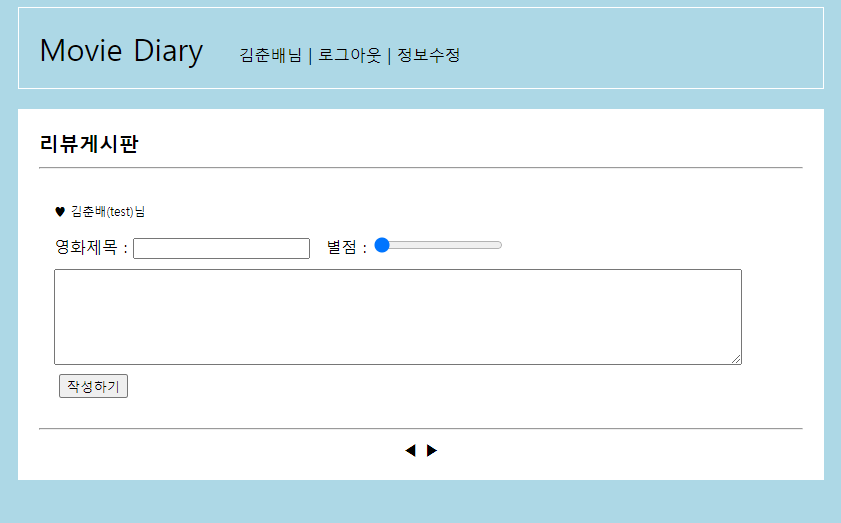 Movie Diary 김춘배님 | 로그아웃 | 정보수정
리뷰게시판
♥ 김춘배(test)님
영화제목 : 별점 :
작성하기
◀ ▶